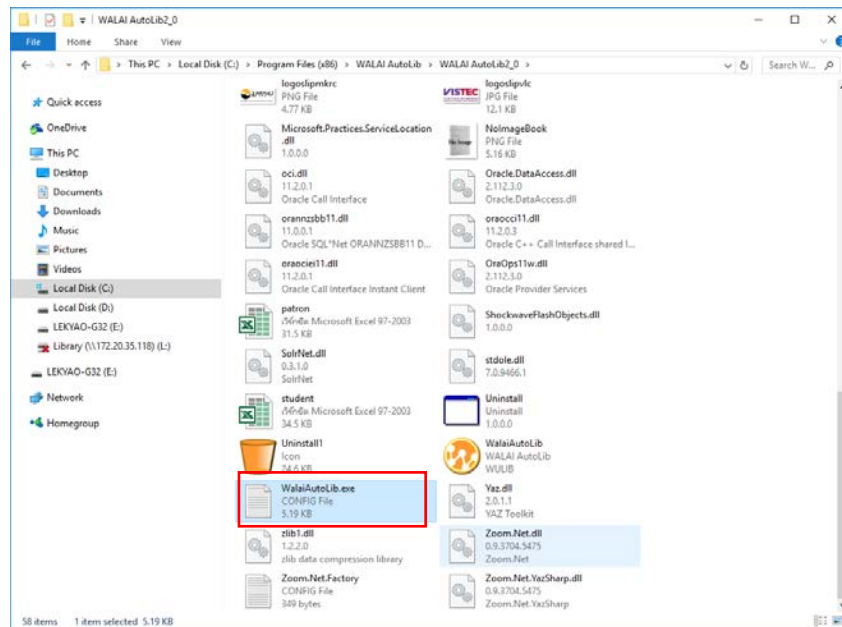 WALAI AutoLib2_0
File Home Share View
This PC > Local Disk (C:) > Program Files (x86) > WALAI AutoLib > WALAI AutoLib2_0 >
Search W...
Quick access
OneDrive
This PC
Desktop
Documents
Downloads
Music
Pictures
Videos
Local Disk (C:)
Local Disk (D:)
LEKYAO-G32 (E:)
Library (\\172.20.35.118) (L:)
LEKYAO-G32 (E:)
Network
Homegroup
logoslipmkrc
PNG File
4.77 KB
logoslipvlc
JPG File
12.1 KB
VISTEC
Microsoft.Practices.ServiceLocation
.dll
1.0.0.0
NoImageBook
PNG File
5.16 KB
oci.dll
11.2.0.1
Oracle Call Interface
Oracle.DataAccess.dll
2.112.3.0
Oracle.DataAccess.dll
orannzsbb11.dll
11.0.0.1
Oracle SQL*Net ORANNZSBB11 D...
oraocci11.dll
11.2.0.3
Oracle C++ Call Interface shared l...
oraociei11.dll
11.2.0.1
Oracle Call Interface Instant Client
OraOps11w.dll
2.112.3.0
Oracle Provider Services
patron
Microsoft Excel 97-2003
31.5 KB
ShockwaveFlashObjects.dll
1.0.0.0
SolrNet.dll
0.3.1.0
SolrNet
stdole.dll
7.0.9466.1
student
Microsoft Excel 97-2003
34.5 KB
Uninstall
Uninstall
1.0.0.0
Uninstall1
Icon
24.6 KB
WalaiAutoLib
WALAI AutoLib
WULIB
WalaiAutoLib.exe
CONFIG File
5.19 KB
Yaz.dll
2.0.1.1
YAZ Toolkit
zlib1.dll
1.2.2.0
zlib data compression library
Zoom.Net.dll
0.9.3704.5475
Zoom.Net
Zoom.Net.Factory
CONFIG File
349 bytes
Zoom.Net.YazSharp.dll
0.9.3704.5475
Zoom.Net.YazSharp
58 items 1 item selected 5.19 KB